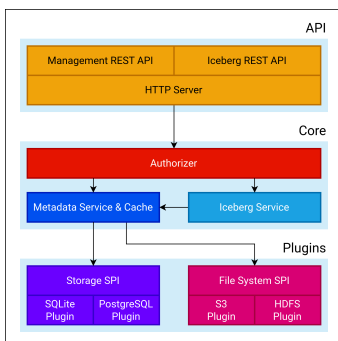 API
Management REST API
Iceberg REST API
HTTP Server
Core
Authorizer
Metadata Service & Cache
Iceberg Service
Plugins
Storage SPI
File System SPI
SQLite
Plugin
PostgreSQL
Plugin
S3
Plugin
HDFS
Plugin